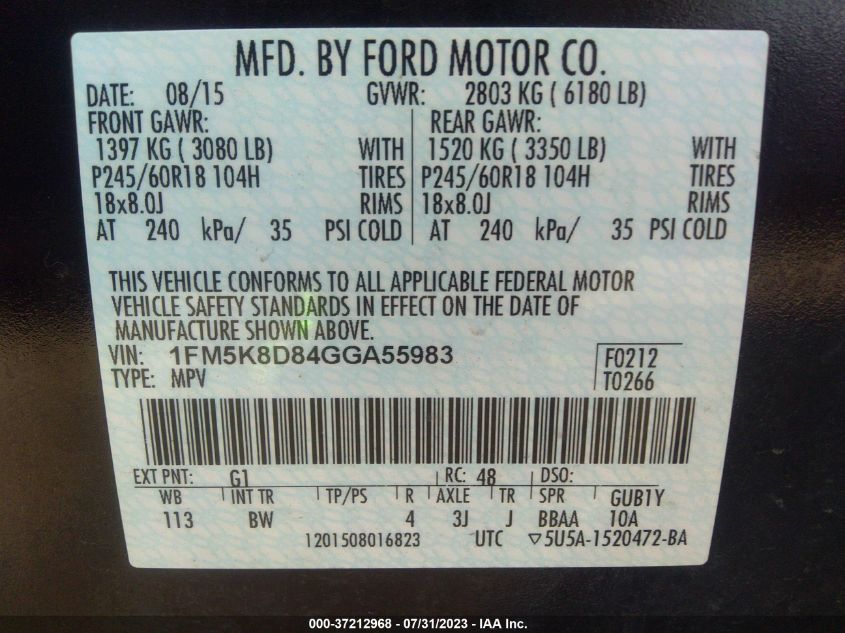 MFD. BY FORD MOTOR CO.
DATE: 08/15 GVWR: 2803 KG ( 6180 LB)
FRONT GAWR: REAR GAWR:
1397 KG ( 3080 LB) WITH 1520 KG ( 3350 LB) WITH
P245/60R18 104H TIRES P245/60R18 104H TIRES
18x8.0J RIMS 18x8.0J RIMS
AT 240 kPa/ 35 PSI COLD AT 240 kPa/ 35 PSI COLD
THIS VEHICLE CONFORMS TO ALL APPLICABLE FEDERAL MOTOR
VEHICLE SAFETY STANDARDS IN EFFECT ON THE DATE OF
MANUFACTURE SHOWN ABOVE.
VIN: 1FM5K8D84GGA55983 F0212
TYPE: MPV T0266
EXT PNT: G1 RC: 48 DSO:
WB INT TR TP/PS R AXLE TR SPR GUB1Y
113 BW 4 3J J BBAA 10A
1201508016823 UTC ▽5U5A-1520472-BA
000-37212968 - 07/31/2023 - IAA Inc.